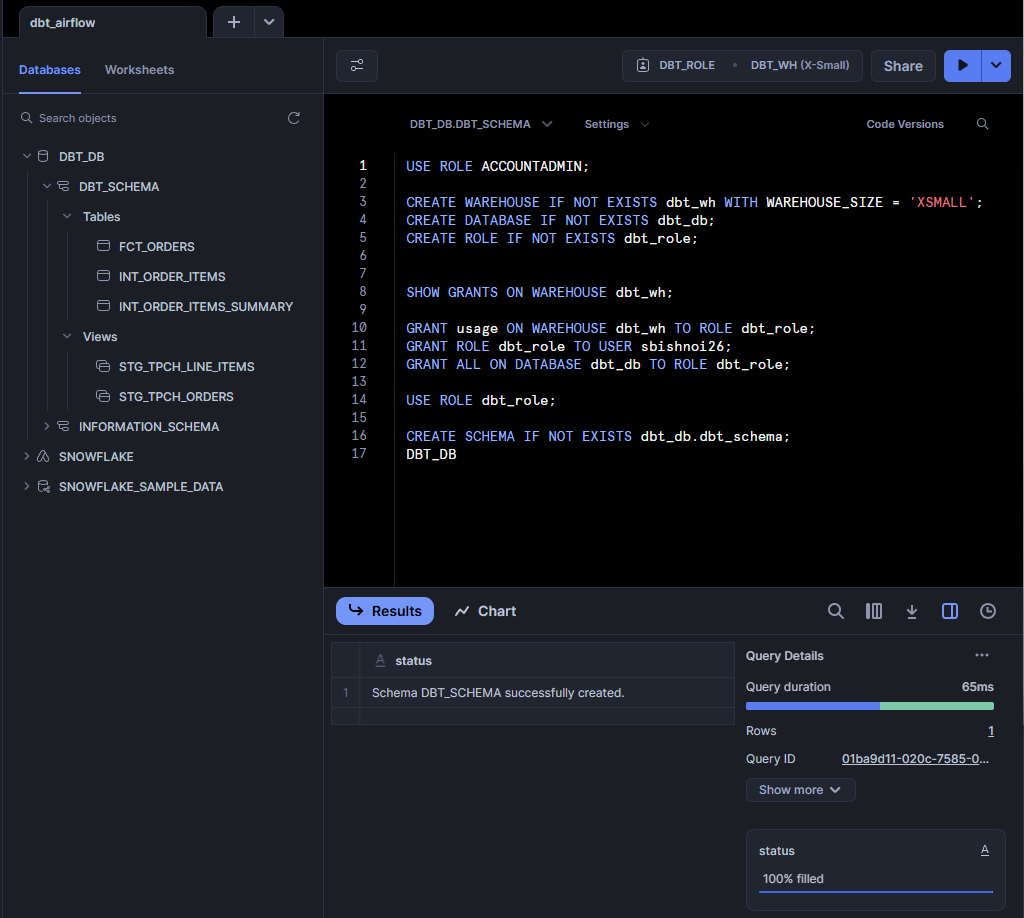 dbt_airflow
Databases
Worksheets
DBT_ROLE
DBT_WH (X-Small)
Share
Search objects
DBT_DB
DBT_SCHEMA
Tables
FCT_ORDERS
INT_ORDER_ITEMS
INT_ORDER_ITEMS_SUMMARY
Views
STG_TPCH_LINE_ITEMS
STG_TPCH_ORDERS
INFORMATION_SCHEMA
SNOWFLAKE
SNOWFLAKE_SAMPLE_DATA
DBT_DB.DBT_SCHEMA
Settings
Code Versions
1 USE ROLE ACCOUNTADMIN;
2
3 CREATE WAREHOUSE IF NOT EXISTS dbt_wh WITH WAREHOUSE_SIZE = 'XSMALL';
4 CREATE DATABASE IF NOT EXISTS dbt_db;
5 CREATE ROLE IF NOT EXISTS dbt_role;
6
7
8 SHOW GRANTS ON WAREHOUSE dbt_wh;
9
10 GRANT usage ON WAREHOUSE dbt_wh TO ROLE dbt_role;
11 GRANT ROLE dbt_role TO USER sbishnoi26;
12 GRANT ALL ON DATABASE dbt_db TO ROLE dbt_role;
13
14 USE ROLE dbt_role;
15
16 CREATE SCHEMA IF NOT EXISTS dbt_db.dbt_schema;
17 DBT_DB
Results
Chart
A status
1 Schema DBT_SCHEMA successfully created.
Query Details
Query duration 65ms
Rows 1
Query ID 01ba9d11-020c-7585-0...
Show more
status A
100% filled